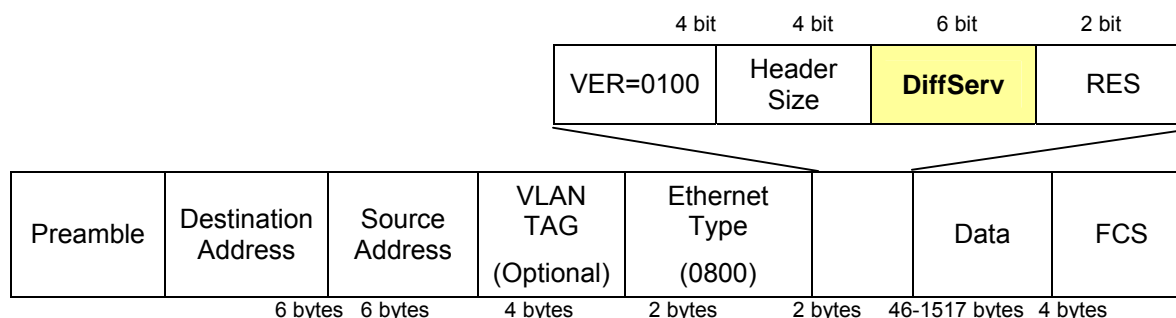 4 bit 4 bit 6 bit 2 bit
VER=0100 Header Size DiffServ RES
Preamble Destination Address Source Address VLAN TAG (Optional) Ethernet Type (0800) Data FCS
6 bytes 6 bytes 4 bytes 2 bytes 2 bytes 46-1517 bytes 4 bytes